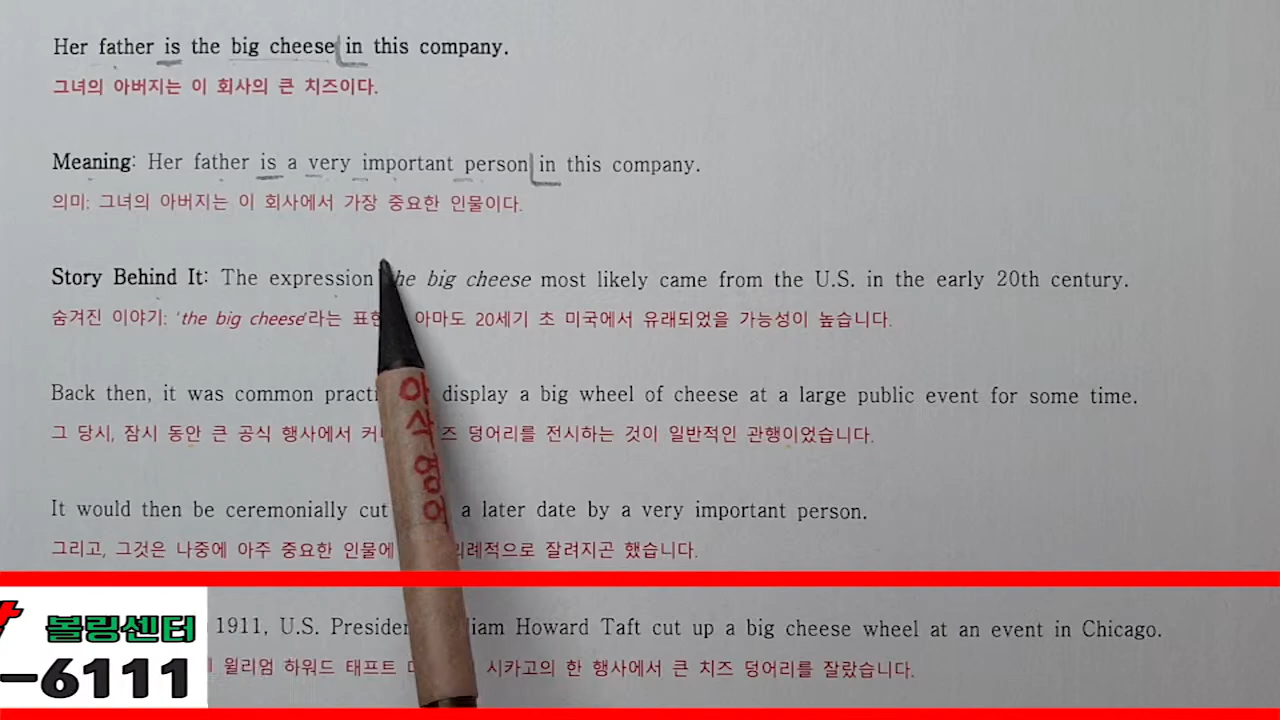 Her father is the big cheese in this company.
그녀의 아버지는 이 회사의 큰 치즈이다.
Meaning: Her father is a very important person in this company.
의미: 그녀의 아버지는 이 회사에서 가장 중요한 인물이다.
Story Behind It: The expression the big cheese most likely came from the U.S. in the early 20th century.
숨겨진 이야기: 'the big cheese'라는 아마도 20세기 초 미국에서 유래되었을 가능성이 높습니다.
Back then, it was common display a big wheel of cheese at a large public event for some time.
그 당시, 잠시 동안 큰 공식 행사에서 덩어리를 전시하는 것이 일반적인 관행이었습니다.
It would then be ceremonially cut a later date by a very important person.
그리고, 그것은 나중에 아주 중요한 인물에 잘려지곤 했습니다.
1911, U.S. Howard Taft cut up a big cheese wheel at an event in Chicago.
윌리엄 하워드 태프트 시카고의 한 행사에서 큰 치즈 덩어리를 잘랐습니다.
아삭 영어
볼링센터
-6111